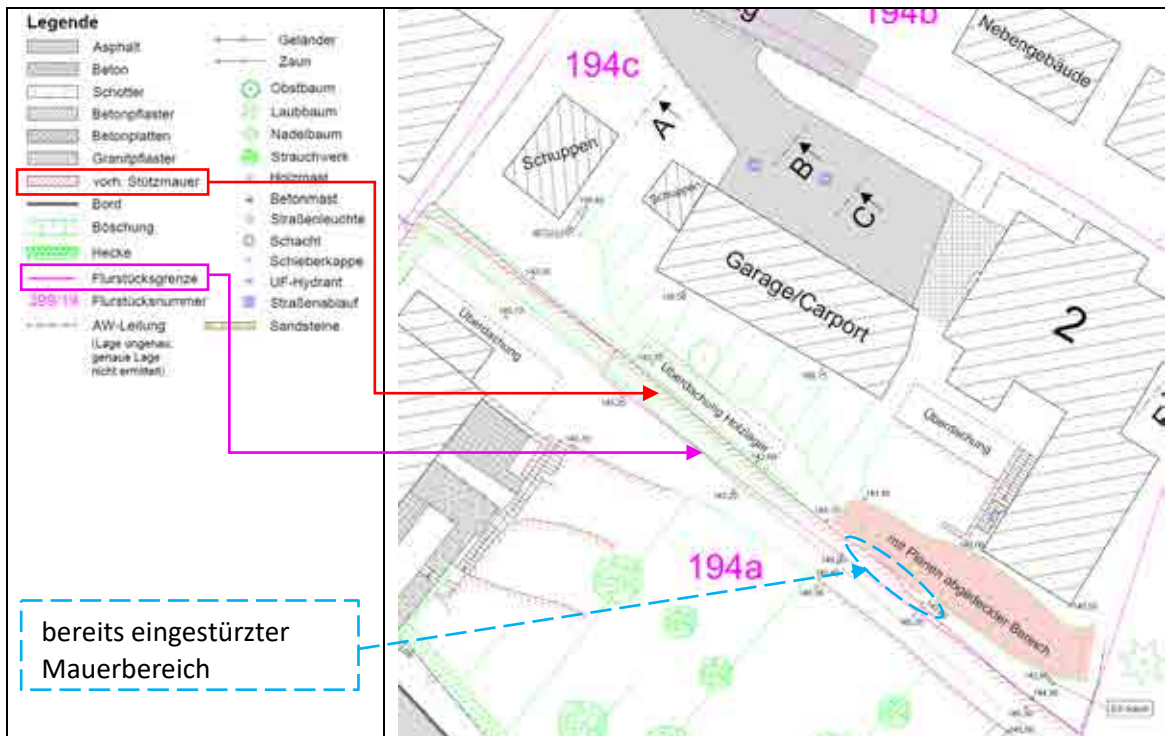 Legende
Asphalt
Beton
Schotter
Betonpflaster
Betonplatten
Granitpflaster
vorh. Stützmauer
Bord
Böschung
Hecke
Flurstücksgrenze
299/19 Flurstücksnummer
AW-Leitung
(Lage ungenau,
genaue Lage
nicht ermittelt)
Geländer
Zaun
Obstbaum
Laubbaum
Nadelbaum
Strauchwerk
Holzmast
Betonmast
Straßenleuchte
Schacht
Schieberkappe
UF-Hydrant
Straßenablauf
Sandsteine
bereits eingestürzter
Mauerbereich
194b
194c
Nebengebäude
A
B
C
Schuppen
Schuppen
Garage/Carport
2
Überdachung
Überdachung Holzlager
Überdachung
194a
mit Planen abgedeckter Bereich